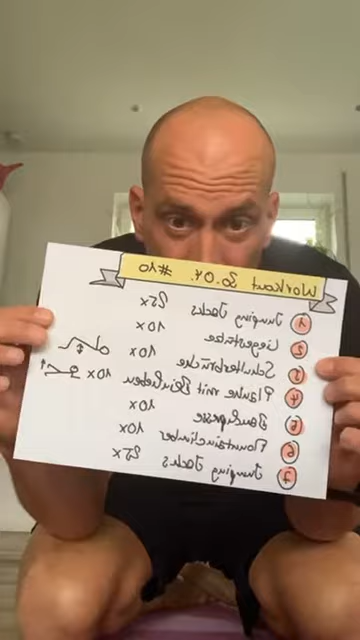 Workout 20.04. #10
1 Jumping Jacks 25x
2 Liegestütze 10x
3 Schulterbrücke 10x
4 Planke mit Beinheben 10x
5 Bauchpresse 10x
6 Mountainclimber 10x
7 Jumping Jacks 25x